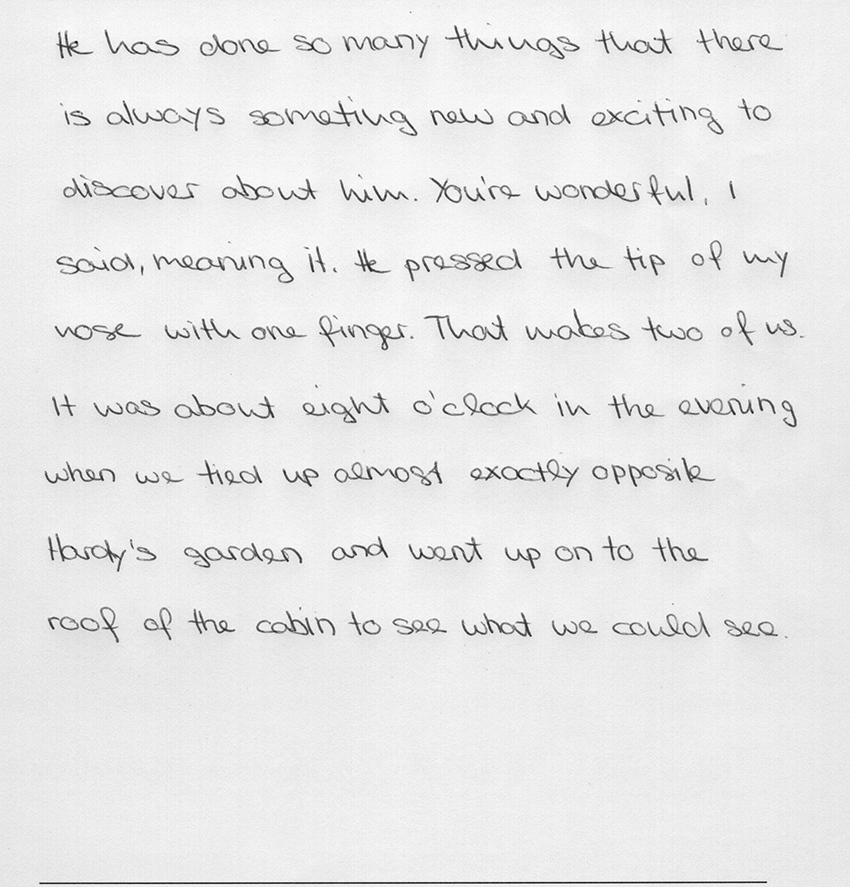 He has done so many things that there
is always someting new and exciting to
discover about him. You're wonderful, I
said, meaning it. He pressed the tip of my
nose with one finger. That makes two of us.
It was about eight o'clock in the evening
when we tied up almost exactly opposite
Hardy's garden and went up on to the
roof of the cabin to see what we could see.